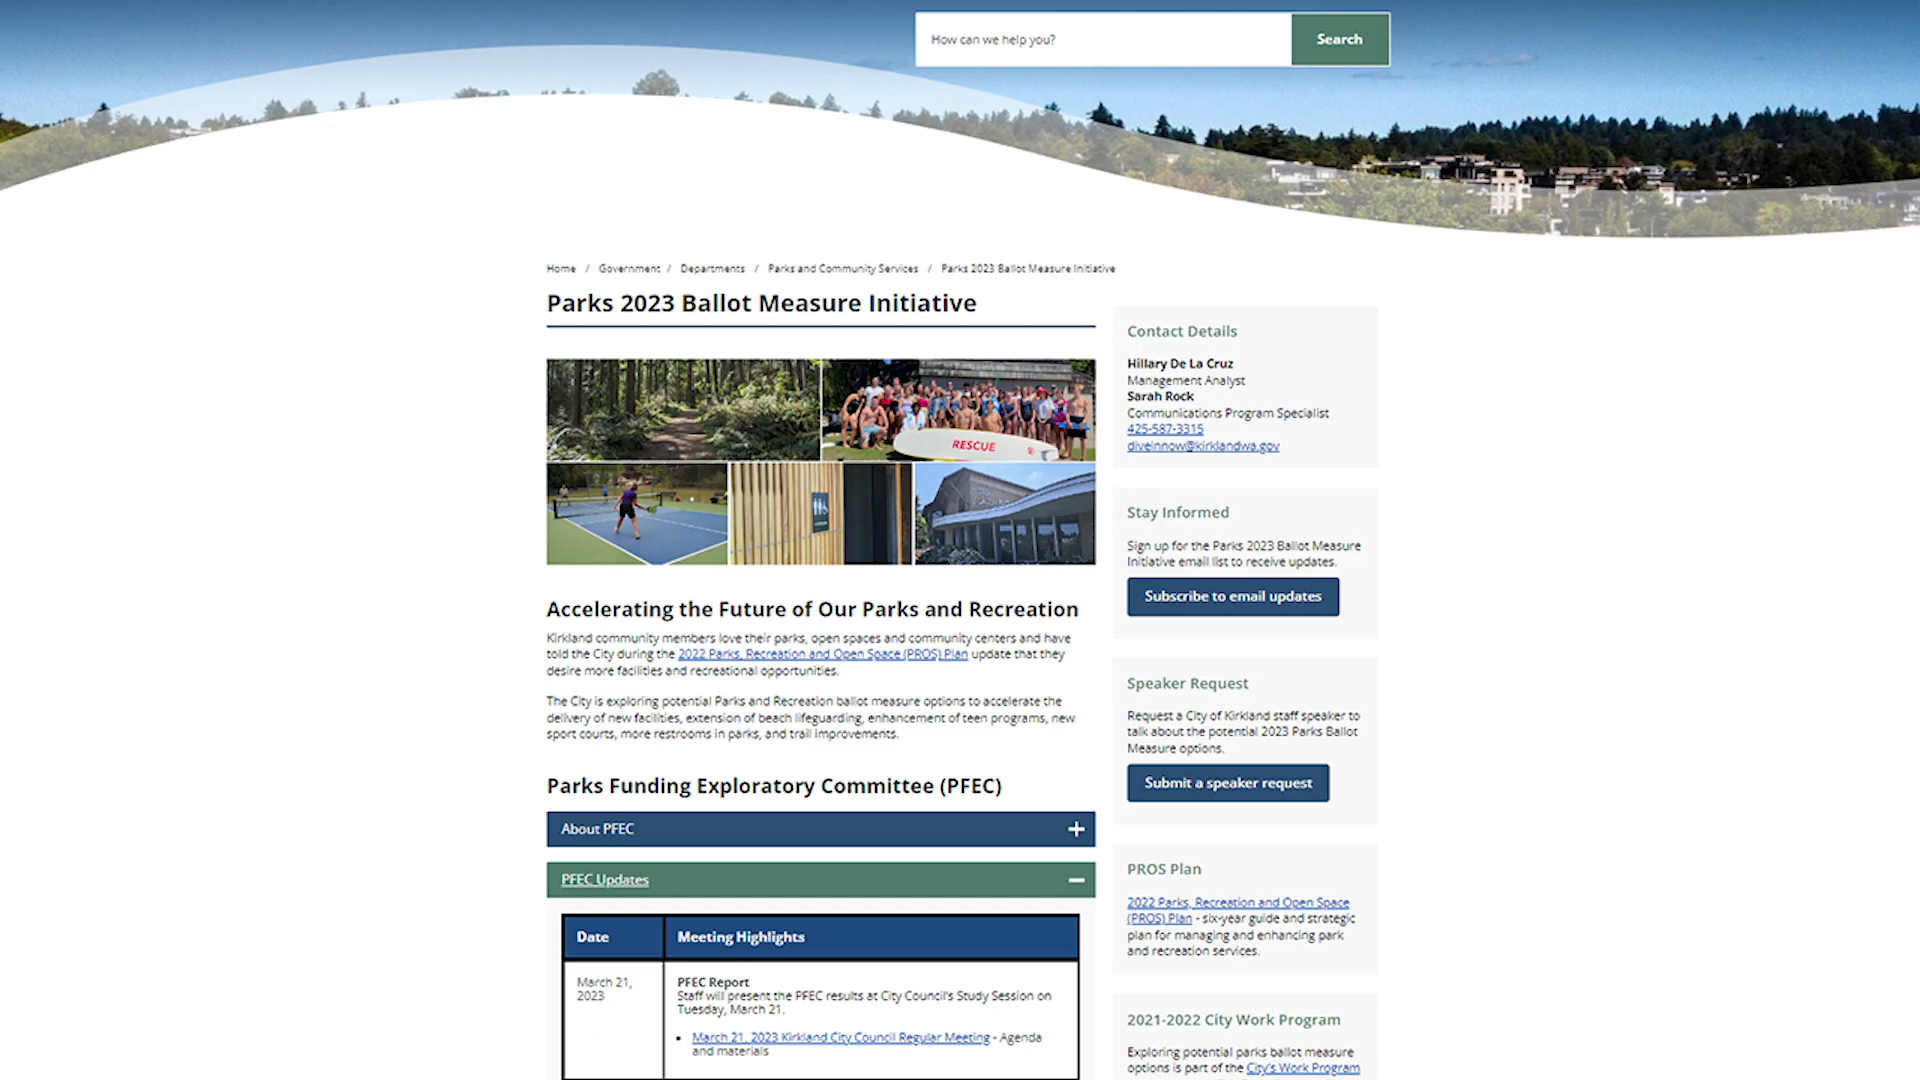 How can we help you?
Search
Home / Government / Departments / Parks and Community Services / Parks 2023 Ballot Measure Initiative
Parks 2023 Ballot Measure Initiative
RESCUE
Accelerating the Future of Our Parks and Recreation
Kirkland community members love their parks, open spaces and community centers and have
told the City during the 2022 Parks, Recreation and Open Space (PROS) Plan update that they
desire more facilities and recreational opportunities.
The City is exploring potential Parks and Recreation ballot measure options to accelerate the
delivery of new facilities, extension of beach lifeguarding, enhancement of teen programs, new
sport courts, more restrooms in parks, and trail improvements.
Parks Funding Exploratory Committee (PFEC)
About PFEC
PFEC Updates
Date
Meeting Highlights
March 21,
2023
PFEC Report
Staff will present the PFEC results at City Council's Study Session on
Tuesday, March 21.
• March 21, 2023 Kirkland City Council Regular Meeting - Agenda
and materials
Contact Details
Hillary De La Cruz
Management Analyst
Sarah Rock
Communications Program Specialist
425-587-3315
diveinnow@kirklandwa.gov
Stay Informed
Sign up for the Parks 2023 Ballot Measure
Initiative email list to receive updates.
Subscribe to email updates
Speaker Request
Request a City of Kirkland staff speaker to
talk about the potential 2023 Parks Ballot
Measure options.
Submit a speaker request
PROS Plan
2022 Parks, Recreation and Open Space
(PROS) Plan - six-year guide and strategic
plan for managing and enhancing park
and recreation services.
2021-2022 City Work Program
Exploring potential parks ballot measure
options is part of the City's Work Program